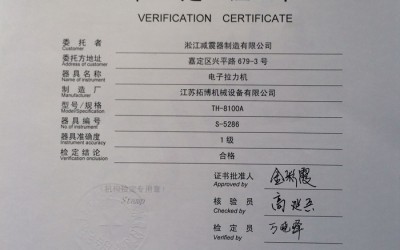 VERIFICATION CERTIFICATE
委托者 淞江减震器制造有限公司
Customer
委托方地址 嘉定区兴平路 679-3 号
Address of customer
器具名称 电子拉力机
Name of instrument
制造厂 江苏拓博机械设备有限公司
Manufacturer
型号/规格 TH-8100A
Model/Specification
器具编号 S-5286
No. of instrument
器具准确度 1 级
Instrument accuracy
检定结论 合格
Verification conclusion
证书批准人
Approved by
核验员
Checked by
检定员
Verified by
Stamp